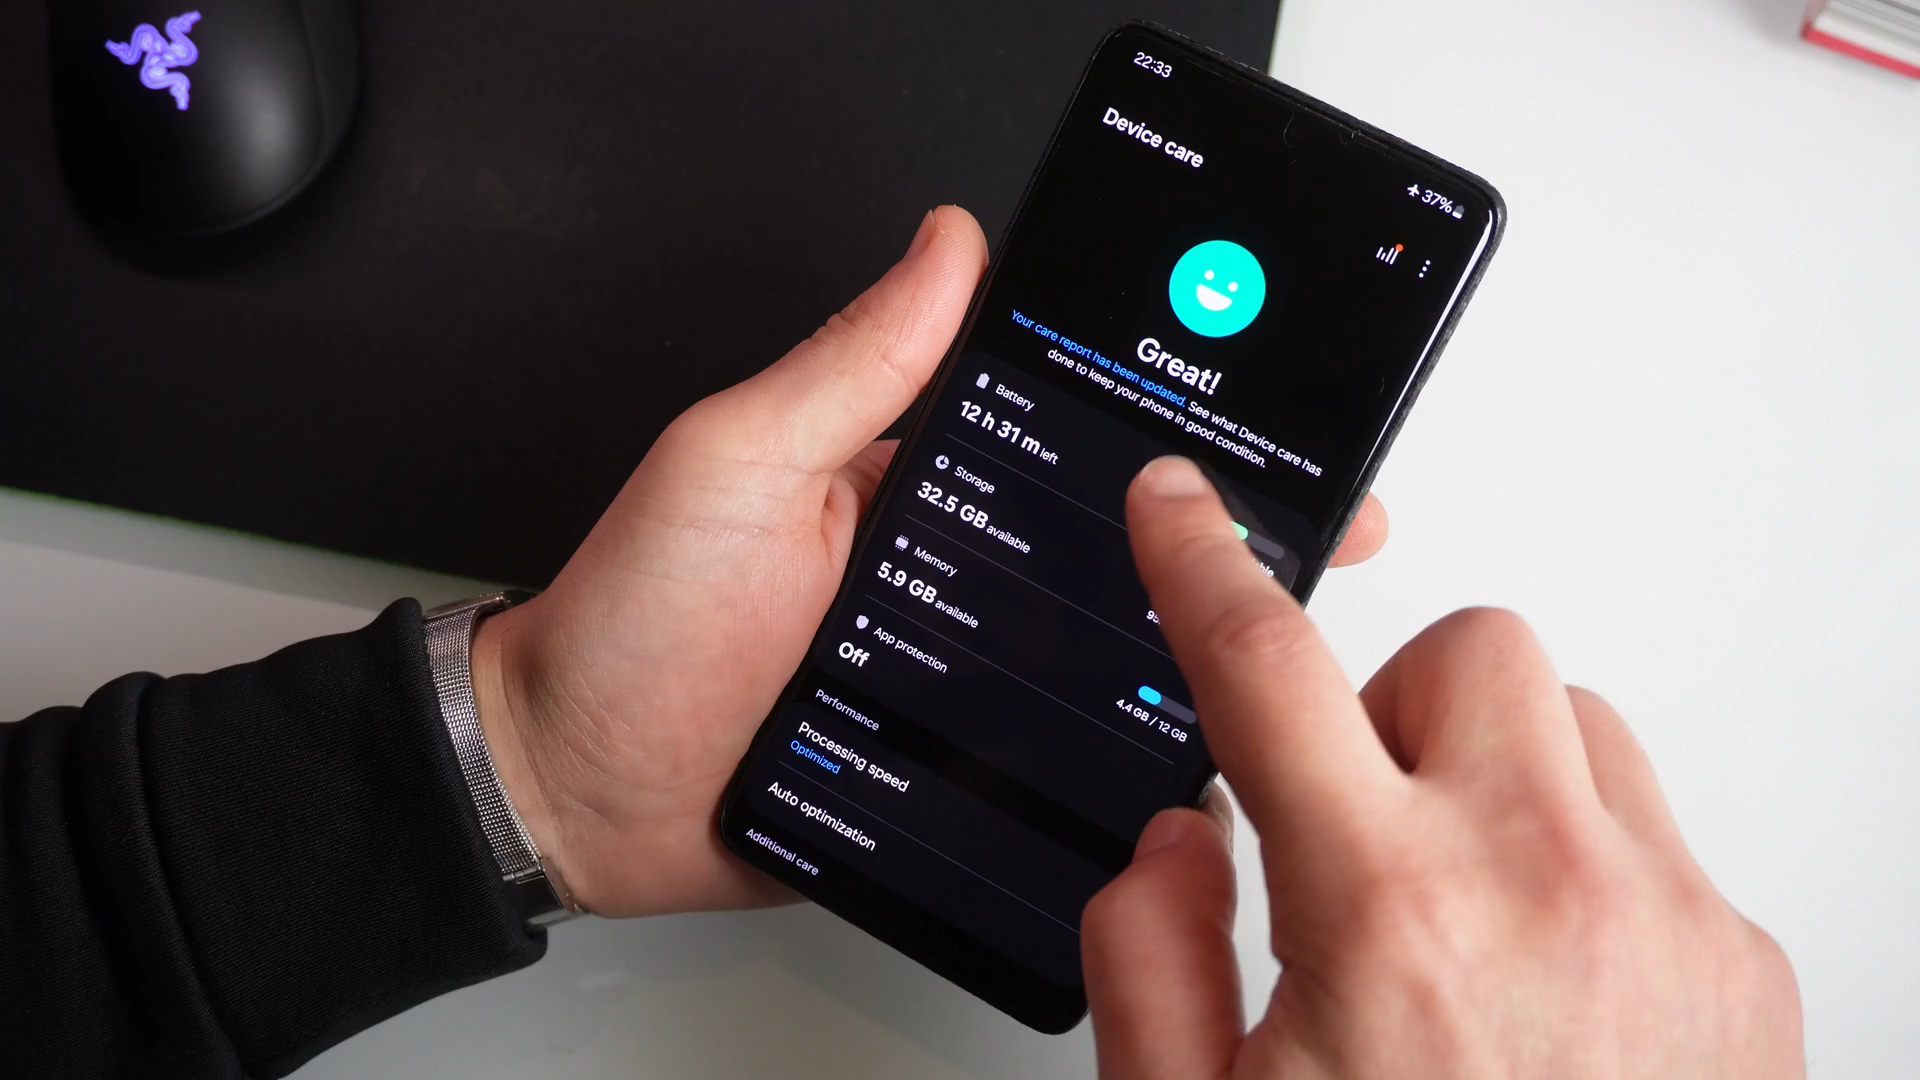 22:33
37%
Device care
Great!
Your care report has been updated. See what Device care has
done to keep your phone in good condition.
Battery
12 h 31 m left
Storage
32.5 GB available
Memory
5.9 GB available
4.4 GB / 12 GB
App protection
Off
Performance
Processing speed
Optimized
Auto optimization
Additional care